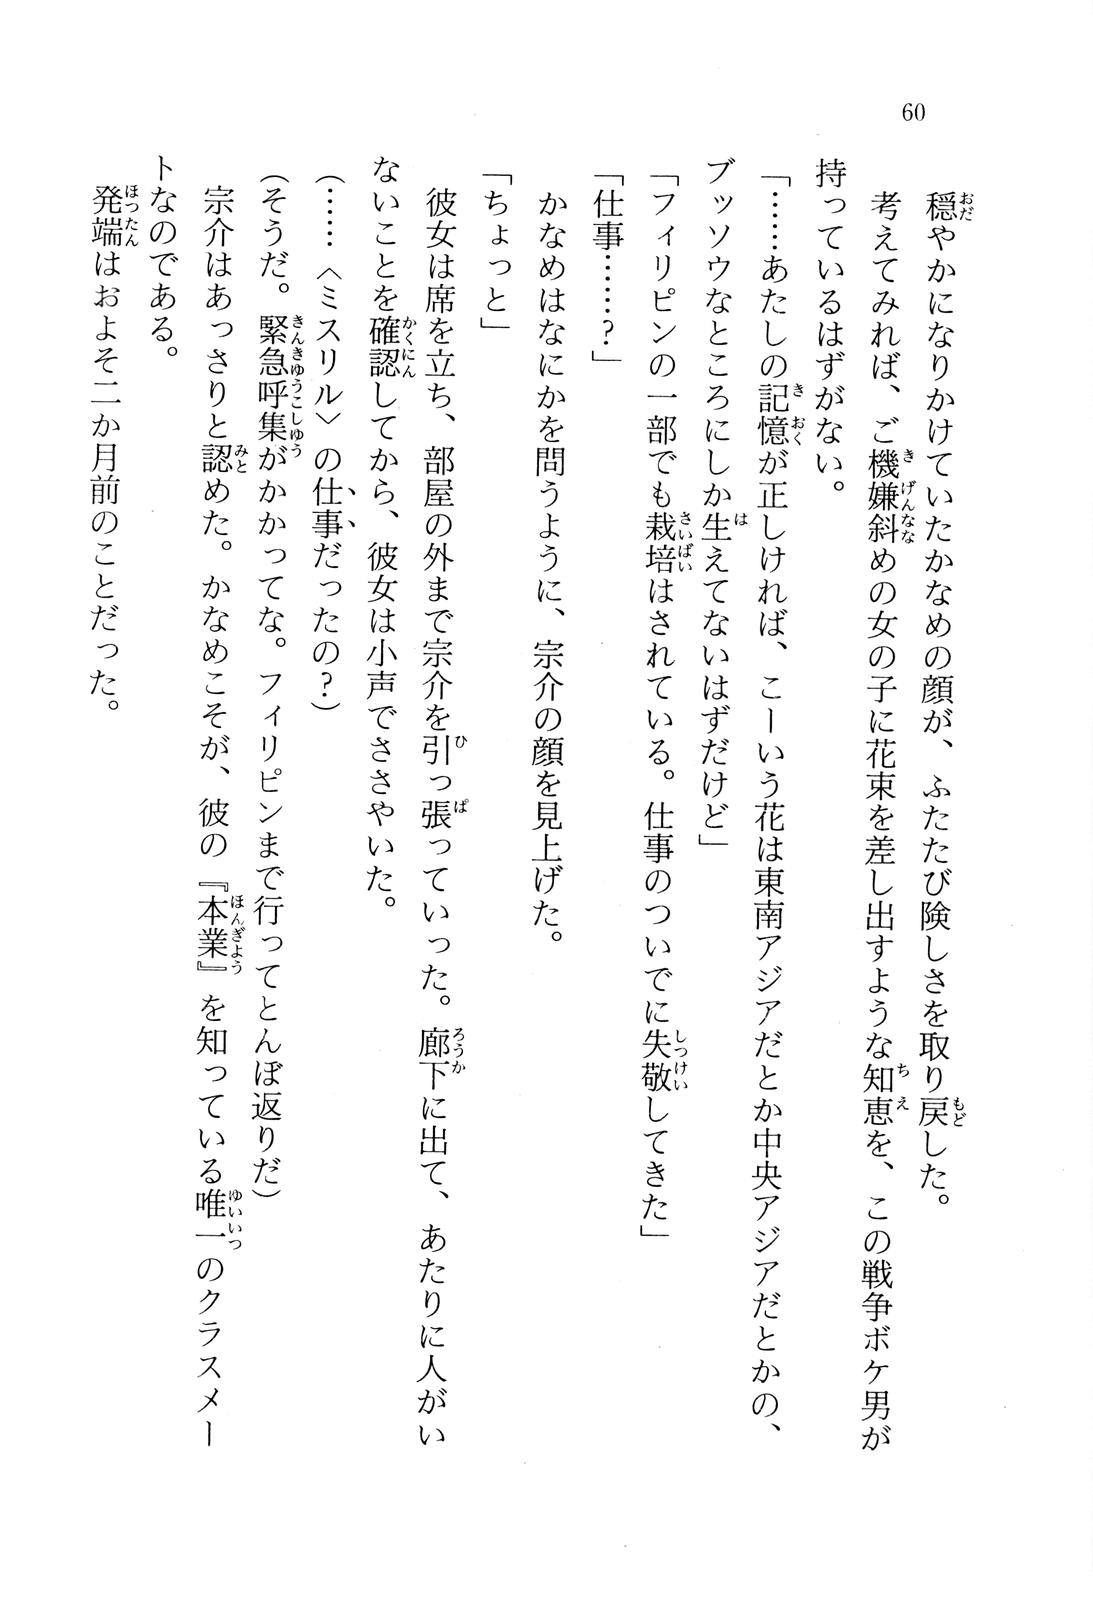 60
穏やかになりかけていたかなめの顔が、ふたたび険しさを取り戻した。
考えてみれば、ご機嫌斜めの女の子に花束を差し出すような知恵を、この戦争ボケ男が
持っているはずがない。
「……あたしの記憶が正しければ、こーいう花は東南アジアだとか中央アジアだとかの、
ブッソウなところにしか生えてないはずだけど」
「フィリピンの一部でも栽培はされている。仕事のついでに失敬してきた」
「仕事……？」
かなめはなにかを問うように、宗介の顔を見上げた。
「ちょっと」
彼女は席を立ち、部屋の外まで宗介を引っ張っていった。廊下に出て、あたりに人がい
ないことを確認してから、彼女は小声でささやいた。
（……〈ミスリル〉の仕事だったの？）
（そうだ。緊急呼集がかかってな。フィリピンまで行ってとんぼ返りだ）
宗介はあっさりと認めた。かなめこそが、彼の『本業』を知っている唯一のクラスメー
トなのである。
発端はおよそ二か月前のことだった。